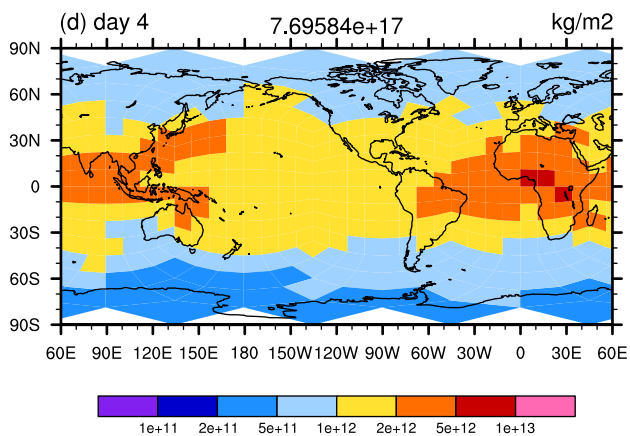 (d) day 4 7.69584e+17 kg/m2
90N
60N
30N
0
30S
60S
90S
60E 90E 120E 150E 180 150W 120W 90W 60W 30W 0 30E 60E
1e+11 2e+11 5e+11 1e+12 2e+12 5e+12 1e+13